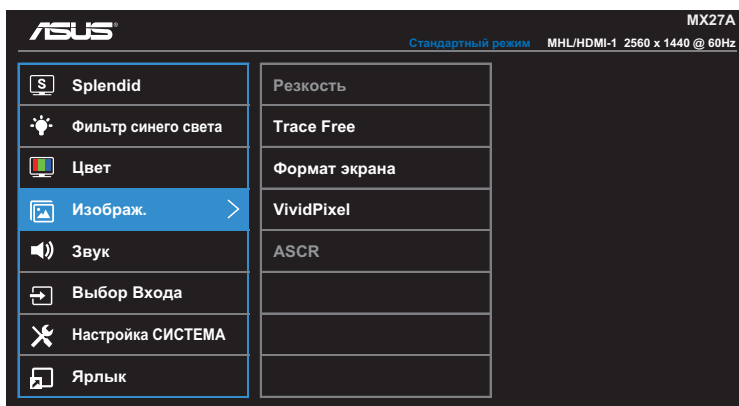 ASUS
MX27A
Стандартный режим MHL/HDMI-1 2560 x 1440 @ 60Hz
S Splendid
Фильтр синего света
Цвет
Изображ.
Звук
Выбор Входа
Настройка СИСТЕМА
Ярлык
Резкость
Trace Free
Формат экрана
VividPixel
ASCR